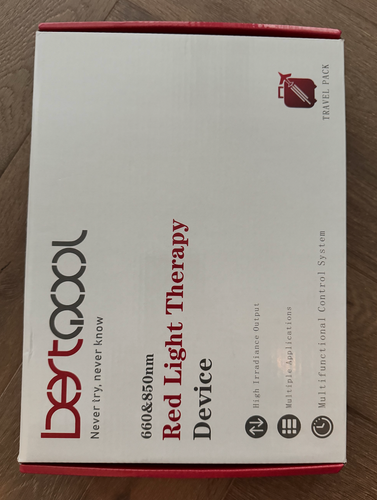 bestqool
Never try, never know
660&850nm
Red Light Therapy
Device
High Irradiance Output
Multiple Applications
Multifunctional Control System
TRAVEL PACK